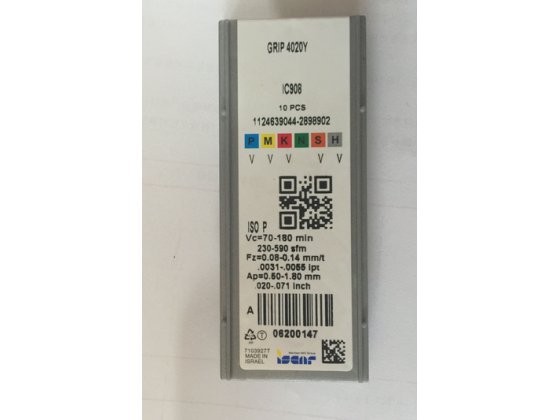 GRIP 4020Y
IC908
10 PCS
1124639044-2898902
P M K N S H
V V V V V
ISO P
Vc=70-180 min
230-590 sfm
Fz=0.08-0.14 mm/t
.0031-.0055 ipt
Ap=0.50-1.80 mm
.020-.071 inch
A
06200147
T103927T
MADE IN
ISRAEL
iscar